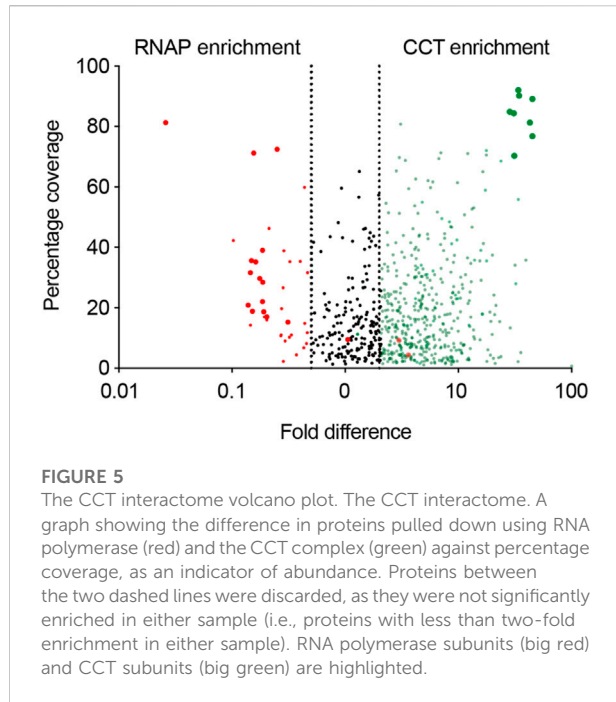 RNAP enrichment CCT enrichment
100
80
60
40
20
0
Percentage coverage
0.01 0.1 0 10 100
Fold difference
FIGURE 5
The CCT interactome volcano plot. The CCT interactome. A
graph showing the difference in proteins pulled down using RNA
polymerase (red) and the CCT complex (green) against percentage
coverage, as an indicator of abundance. Proteins between
the two dashed lines were discarded, as they were not significantly
enriched in either sample (i.e., proteins with less than two-fold
enrichment in either sample). RNA polymerase subunits (big red)
and CCT subunits (big green) are highlighted.